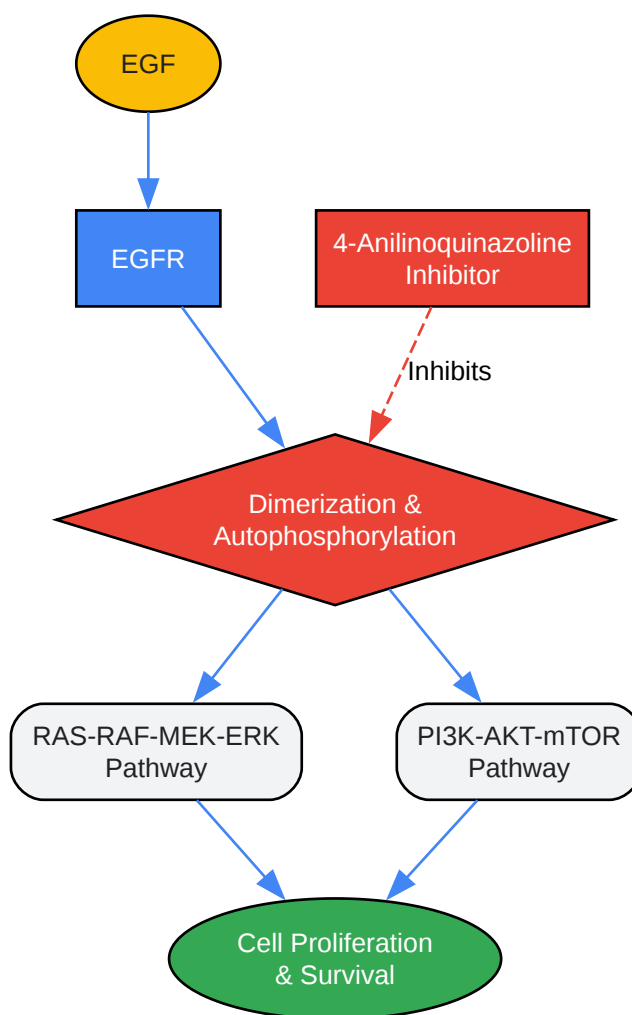 EGF
EGFR
4-Anilinoquinazoline
Inhibitor
Inhibits
Dimerization &
Autophosphorylation
RAS-RAF-MEK-ERK
Pathway
PI3K-AKT-mTOR
Pathway
Cell Proliferation
& Survival